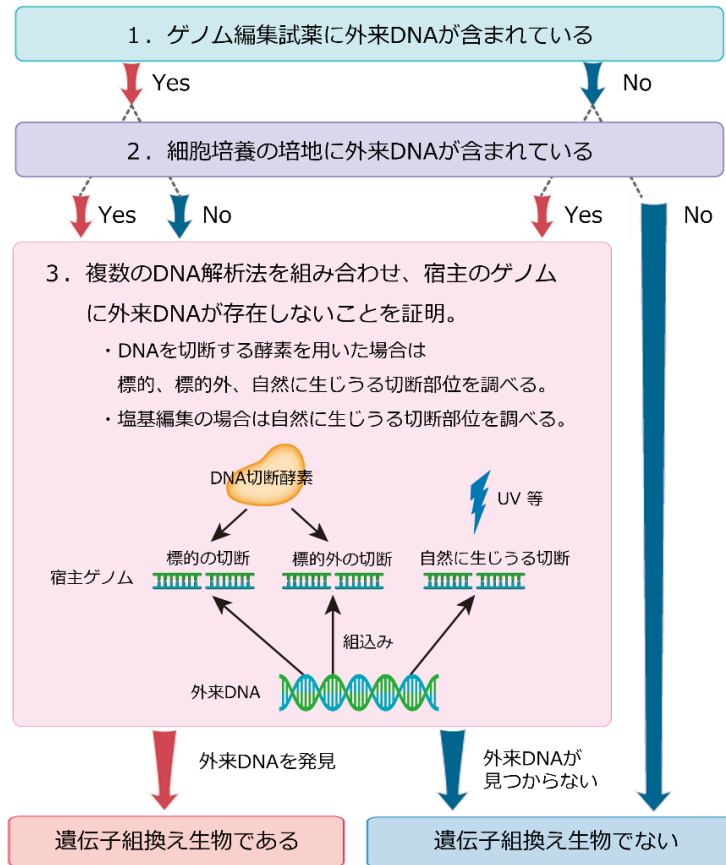 1．ゲノム編集試薬に外来DNAが含まれている
Yes
No
2．細胞培養の培地に外来DNAが含まれている
Yes
No
Yes
No
3．複数のDNA解析法を組み合わせ、宿主のゲノム
に外来DNAが存在しないことを証明。
・DNAを切断する酵素を用いた場合は
標的、標的外、自然に生じうる切断部位を調べる。
・塩基編集の場合は自然に生じうる切断部位を調べる。
DNA切断酵素
UV 等
標的の切断
標的外の切断
自然に生じうる切断
宿主ゲノム
組込み
外来DNA
外来DNAを発見
外来DNAが
見つからない
遺伝子組換え生物である
遺伝子組換え生物でない